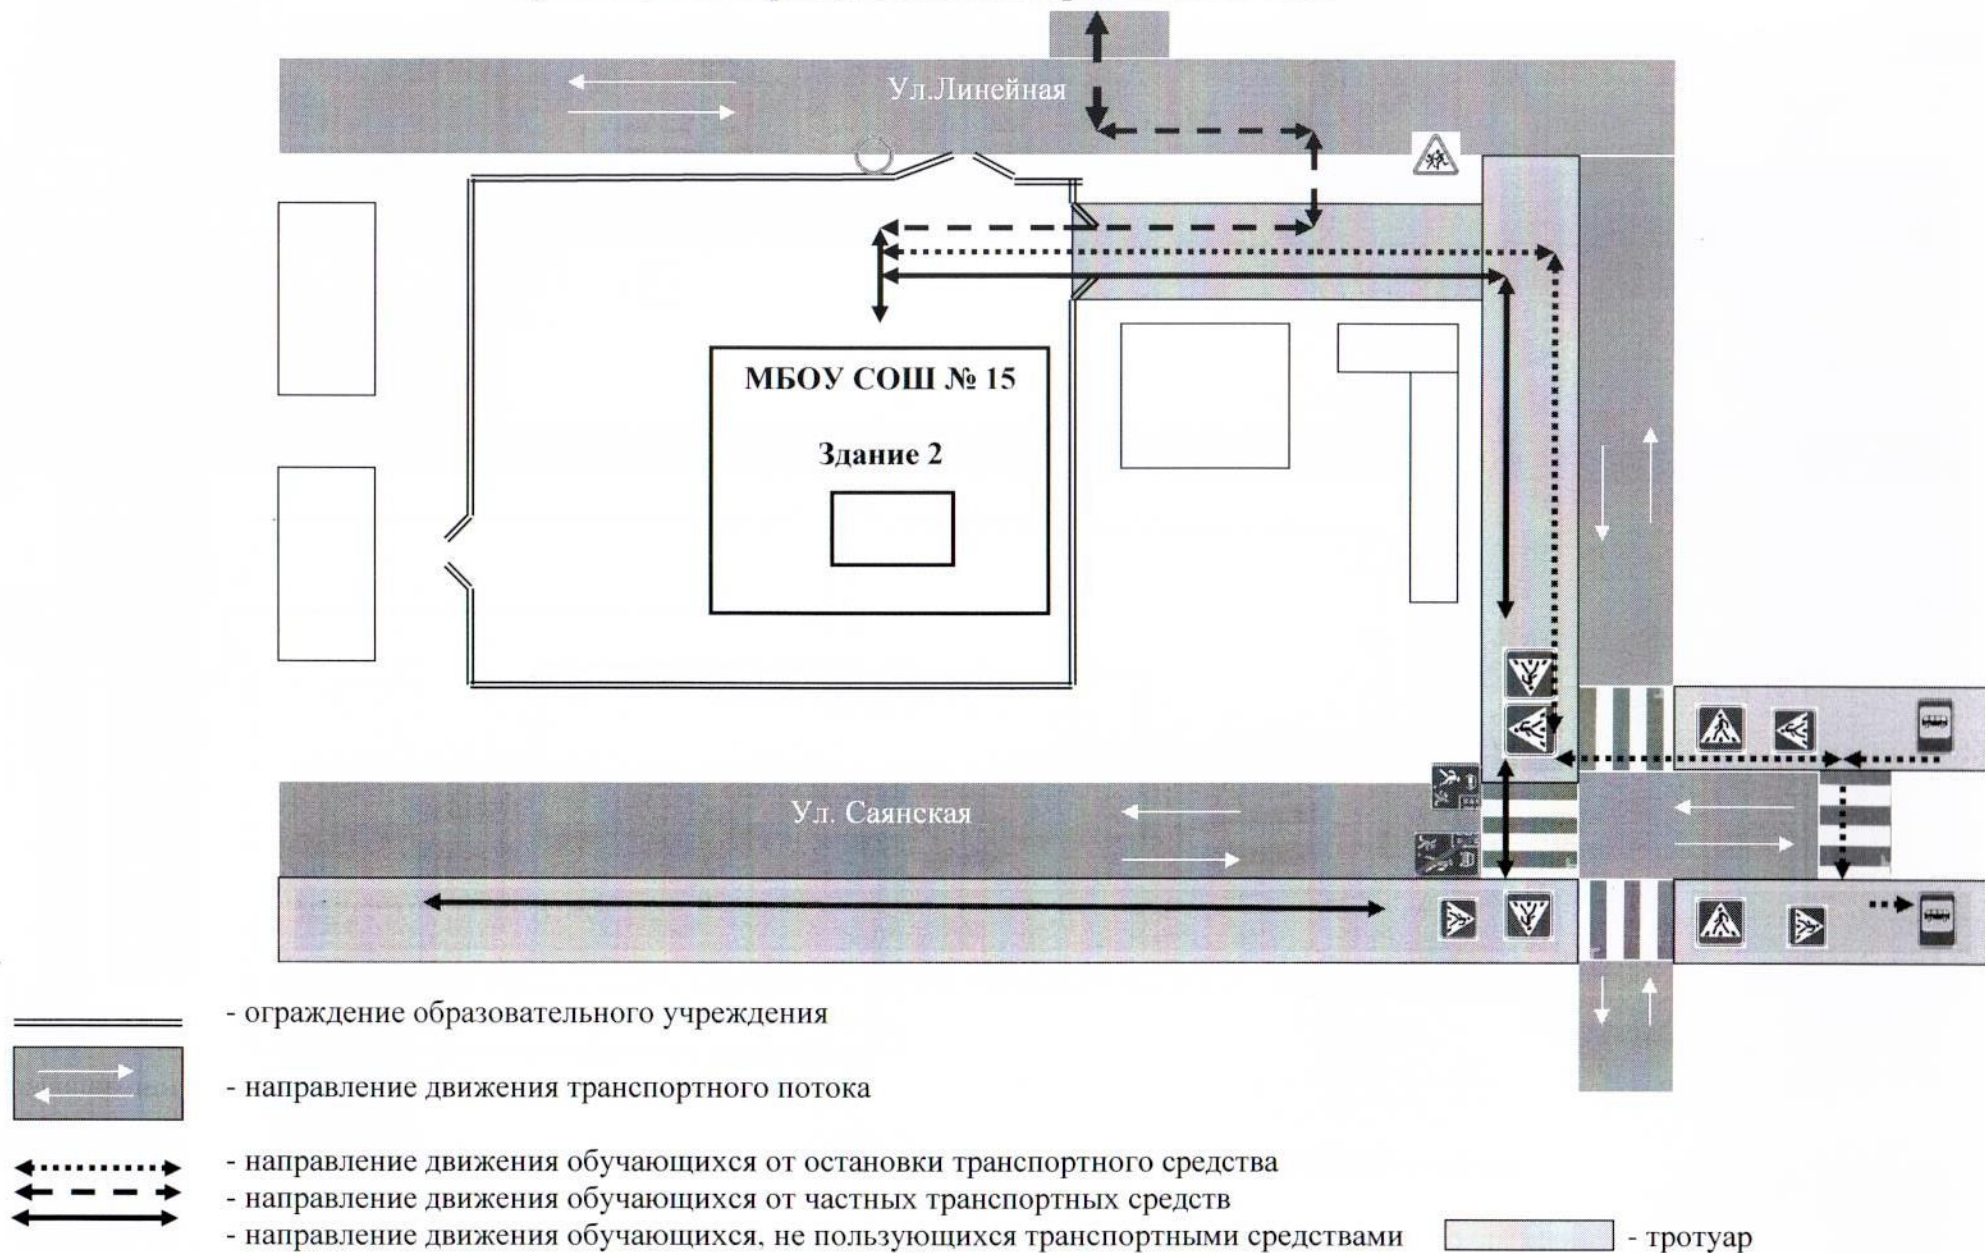 Ул.Линейная
МБОУ СОШ № 15
Здание 2
Ул. Саянская
- ограждение образовательного учреждения
- направление движения транспортного потока
- направление движения обучающихся от остановки транспортного средства
- направление движения обучающихся от частных транспортных средств
- направление движения обучающихся, не пользующихся транспортными средствами
- тротуар